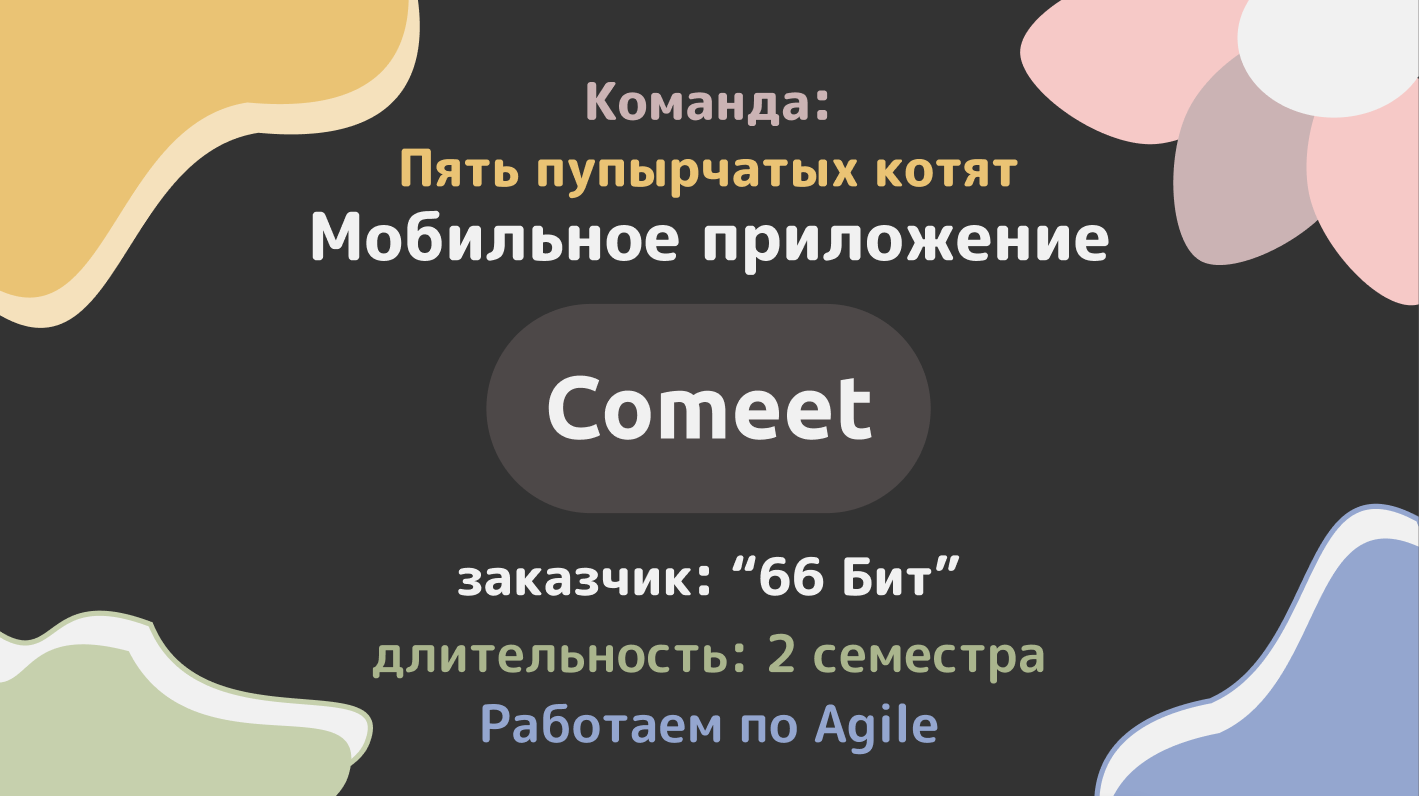 Команда:
Пять пупырчатых котят
Мобильное приложение
Comeet
заказчик: “66 Бит”
длительность: 2 семестра
Работаем по Agile